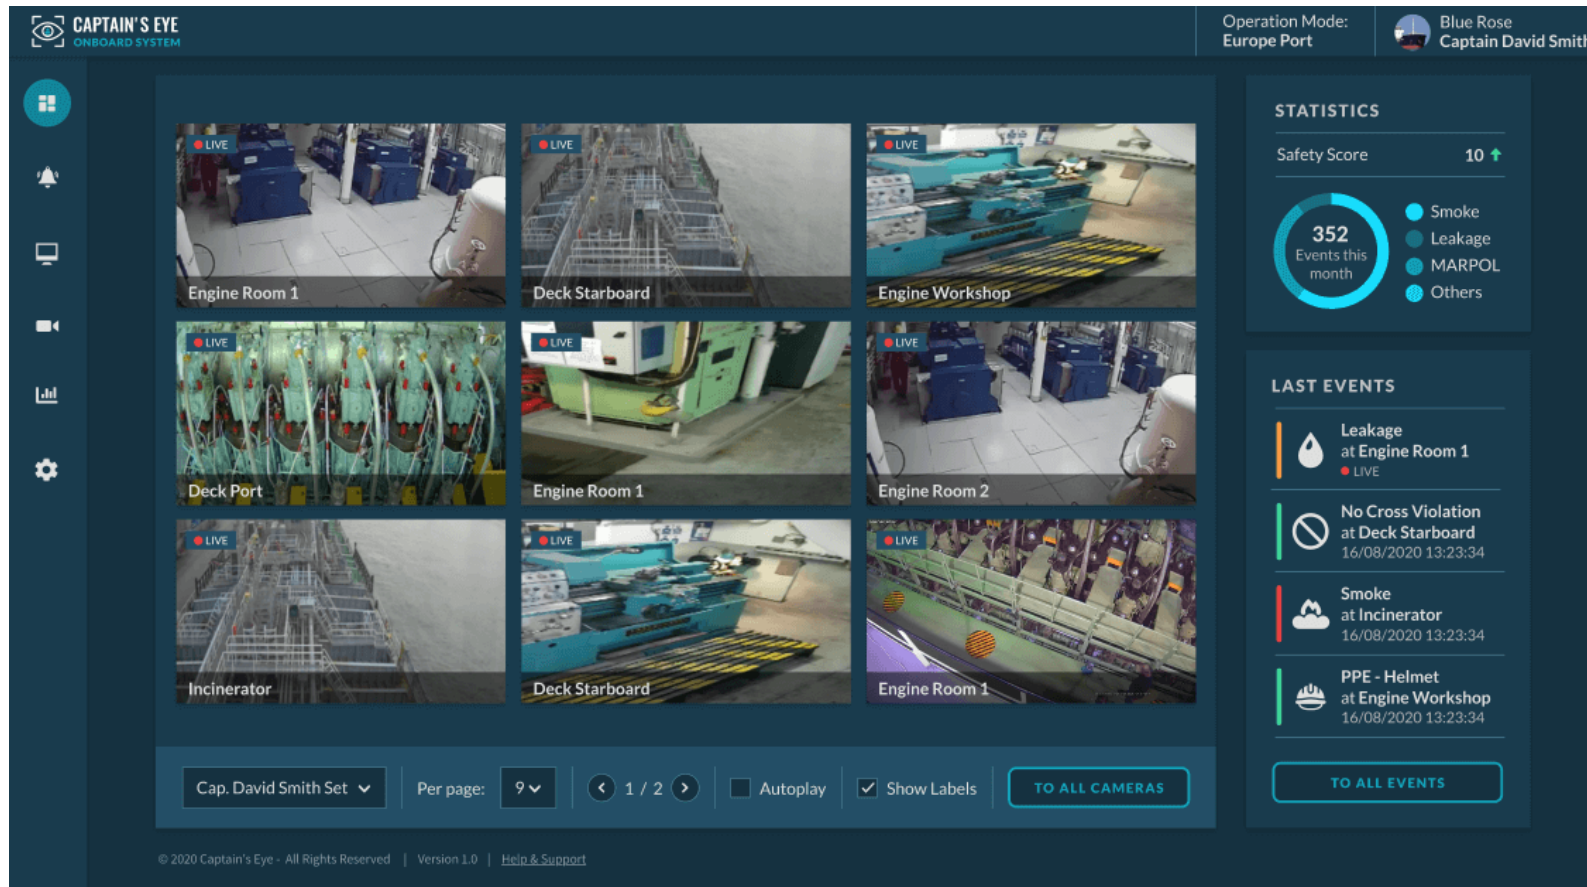 CAPTAIN'S EYE
ONBOARD SYSTEM
Operation Mode:
Europe Port
Blue Rose
Captain David Smith
LIVE
Engine Room 1
LIVE
Deck Starboard
LIVE
Engine Workshop
LIVE
Deck Port
LIVE
Engine Room 1
LIVE
Engine Room 2
LIVE
Incinerator
LIVE
Deck Starboard
LIVE
Engine Room 1
Cap. David Smith Set
Per page:
9
1 / 2
Autoplay
Show Labels
TO ALL CAMERAS
STATISTICS
Safety Score 10
352
Events this
month
Smoke
Leakage
MARPOL
Others
LAST EVENTS
Leakage
at Engine Room 1
LIVE
No Cross Violation
at Deck Starboard
16/08/2020 13:23:34
Smoke
at Incinerator
16/08/2020 13:23:34
PPE - Helmet
at Engine Workshop
16/08/2020 13:23:34
TO ALL EVENTS
© 2020 Captain's Eye - All Rights Reserved | Version 1.0 | Help & Support